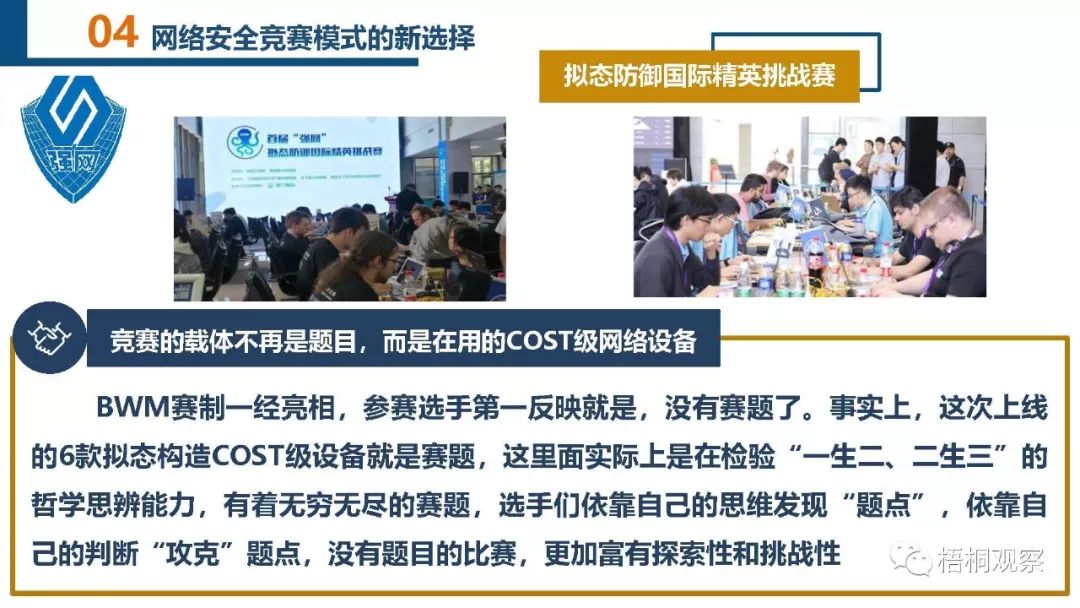 04 网络安全竞赛模式的新选择
拟态防御国际精英挑战赛
强网
首届“强网”
拟态防御国际精英挑战赛
竞赛的载体不再是题目，而是在用的COST级网络设备
BWM赛制一经亮相，参赛选手第一反映就是，没有赛题了。事实上，这次上线
的6款拟态构造COST级设备就是赛题，这里面实际上是在检验“一生二、二生三”的
哲学思辨能力，有着无穷无尽的赛题，选手们依靠自己的思维发现“题点”，依靠自
己的判断“攻克”题点，没有题目的比赛，更加富有探索性和挑战性
梧桐观察